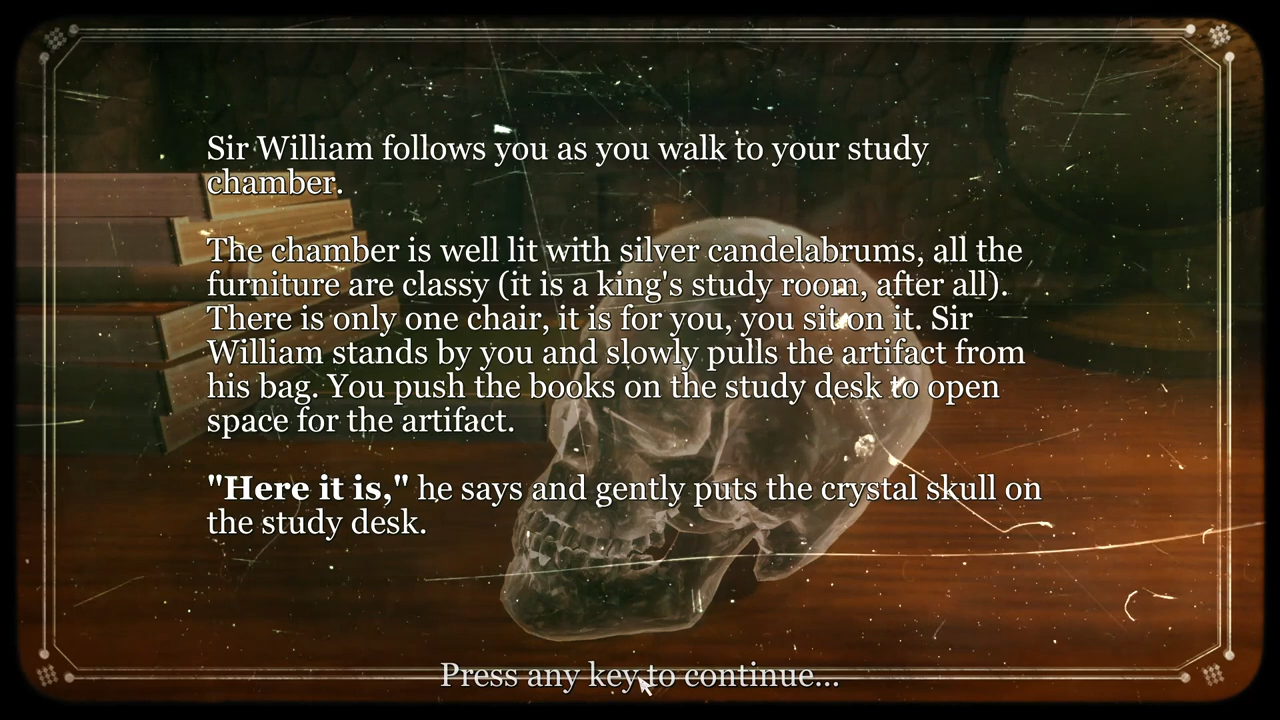 Sir William follows you as you walk to your study
chamber.
The chamber is well lit with silver candelabrums, all the
furniture are classy (it is a king's study room, after all).
There is only one chair, it is for you, you sit on it. Sir
William stands by you and slowly pulls the artifact from
his bag. You push the books on the study desk to open
space for the artifact.
"Here it is," he says and gently puts the crystal skull on
the study desk.
Press any key to continue...